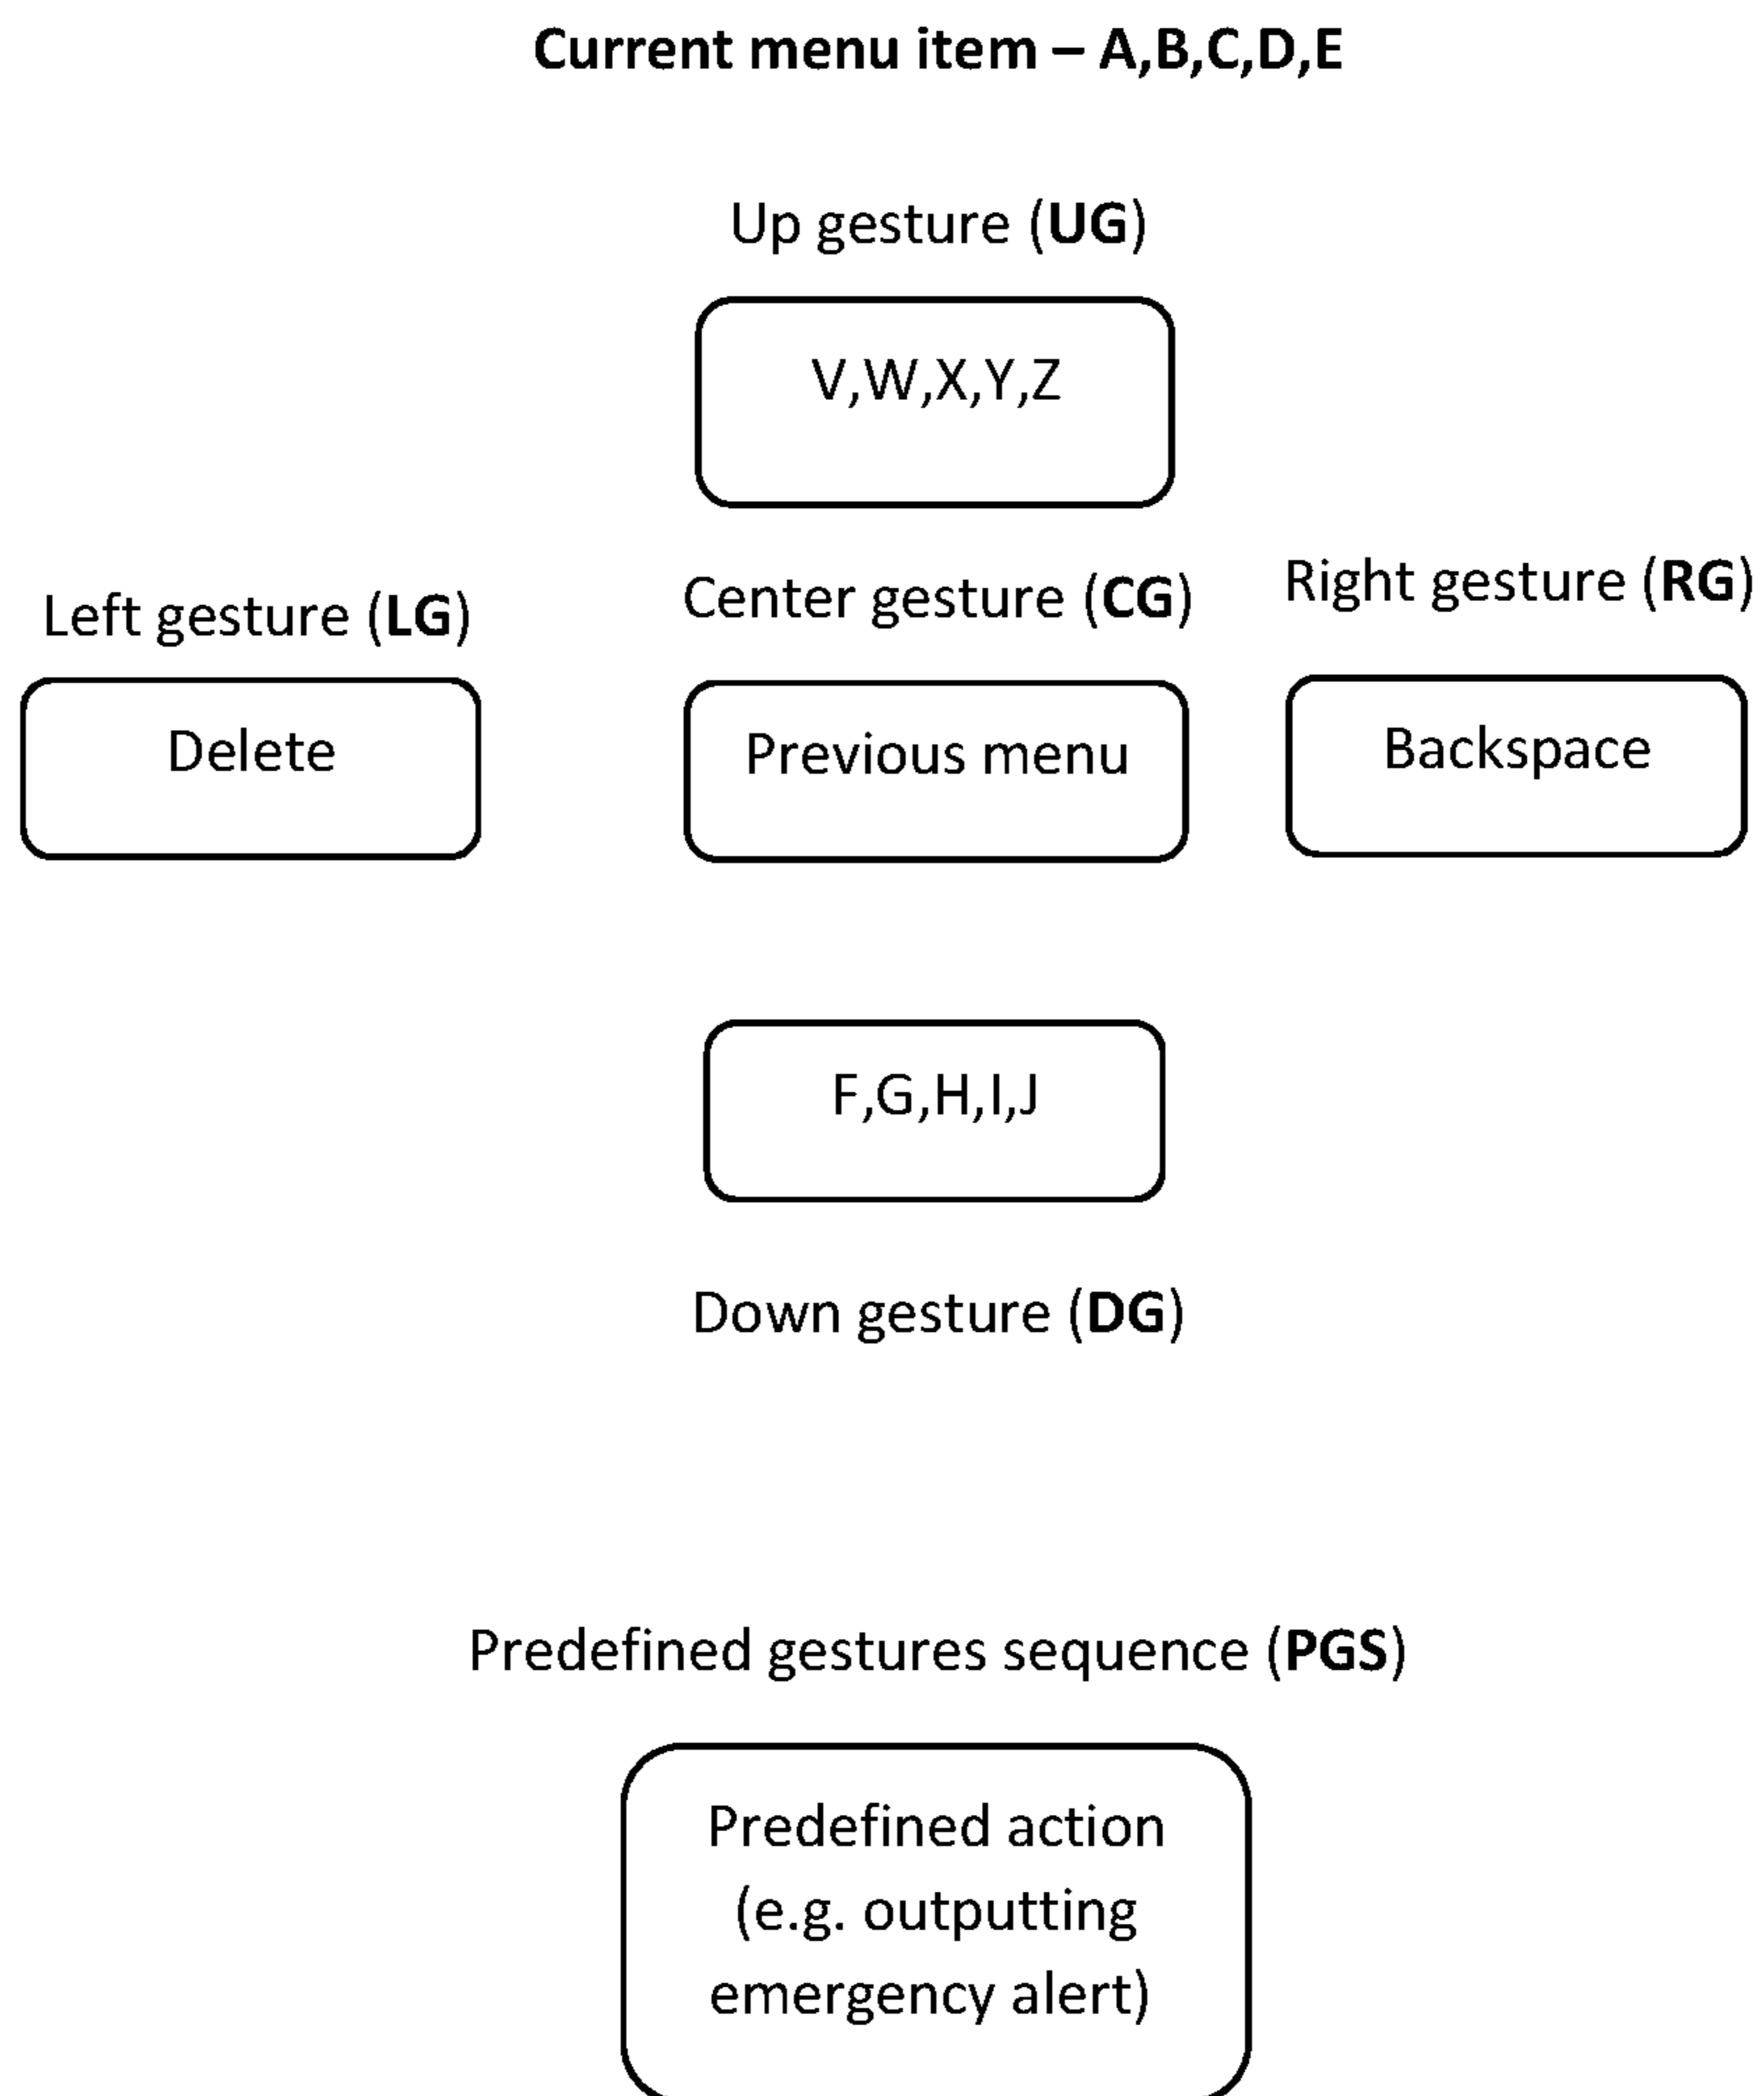 Current menu item – A,B,C,D,E
Up gesture (UG)
V,W,X,Y,Z
Left gesture (LG)
Center gesture (CG)
Right gesture (RG)
Delete
Previous menu
Backspace
F,G,H,I,J
Down gesture (DG)
Predefined gestures sequence (PGS)
Predefined action
(e.g. outputting
emergency alert)